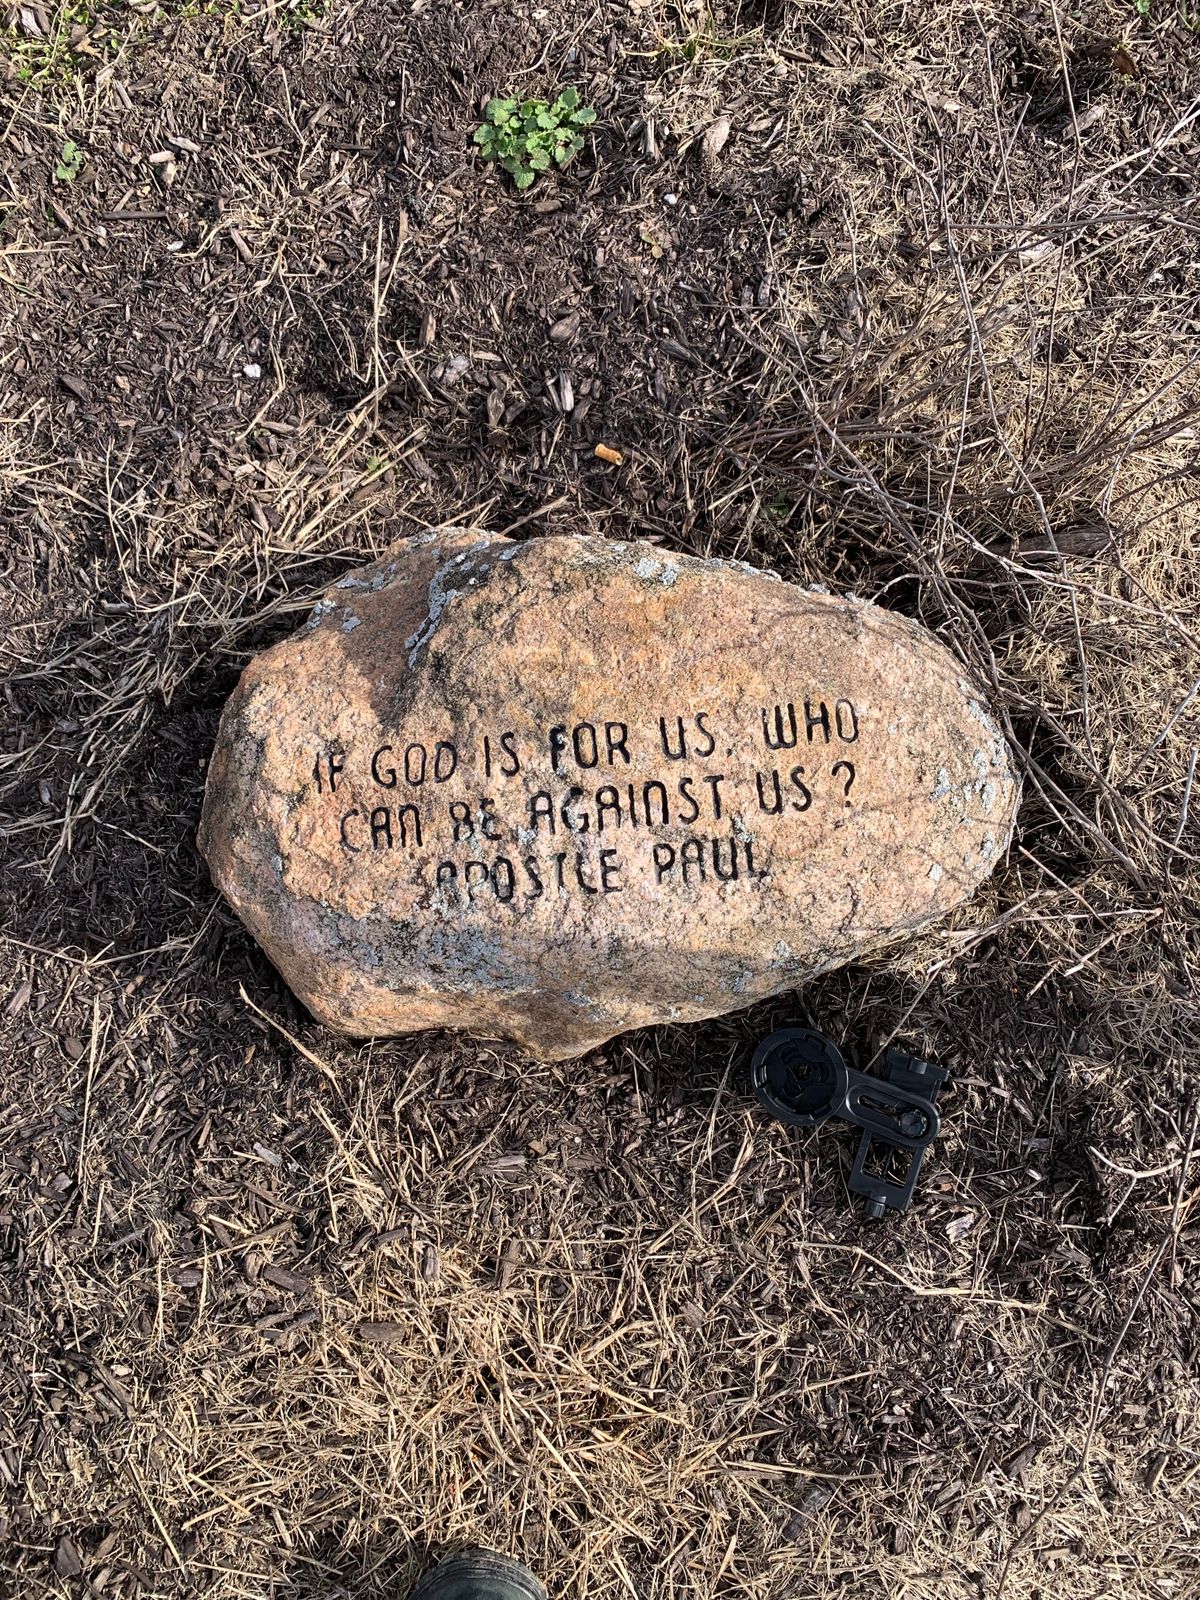 IF GOD IS FOR US, WHO
CAN BE AGAINST US?
APOSTLE PAUL